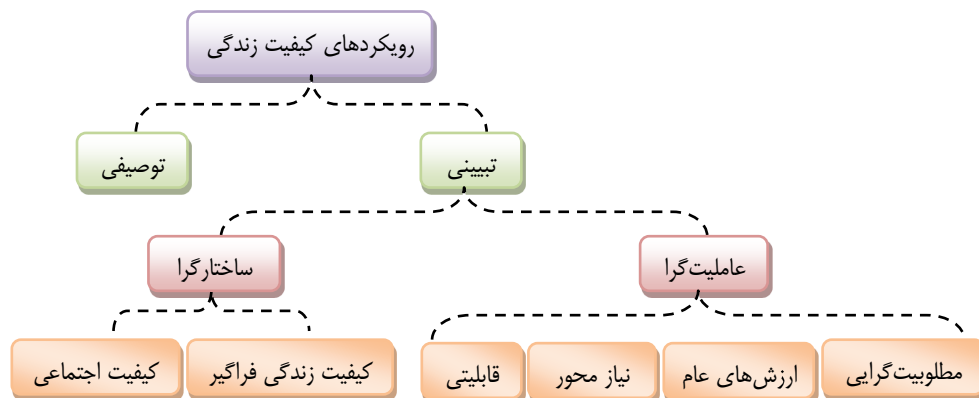 رویکردهای کیفیت زندگی
تبیینی
توصیفی
عاملیت‌گرا
ساختارگرا
مطلوبیت‌گرایی
ارزش‌های عام
نیاز محور
قابلیتی
کیفیت زندگی فراگیر
کیفیت اجتماعی